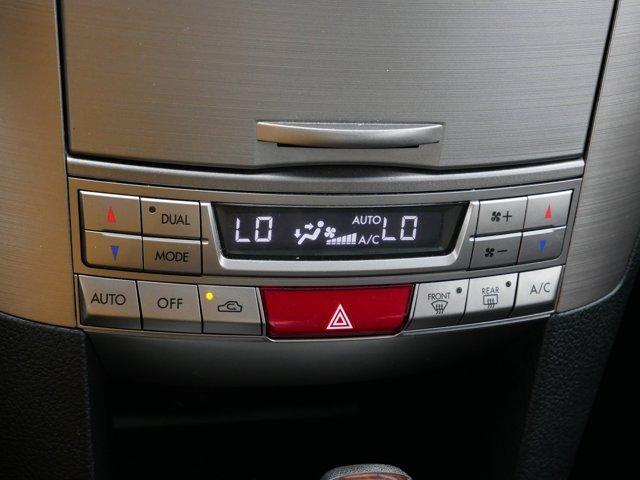 DUAL
LO AUTO LO
A/C
MODE
AUTO OFF FRONT REAR A/C